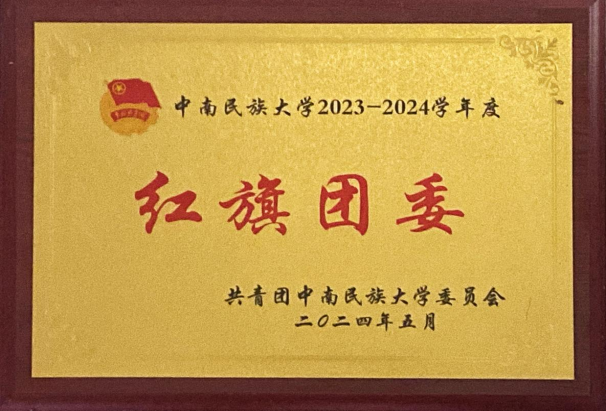 中南民族大学2023-2024学年度
红旗团委
共青团中南民族大学委员会
二〇二四年五月